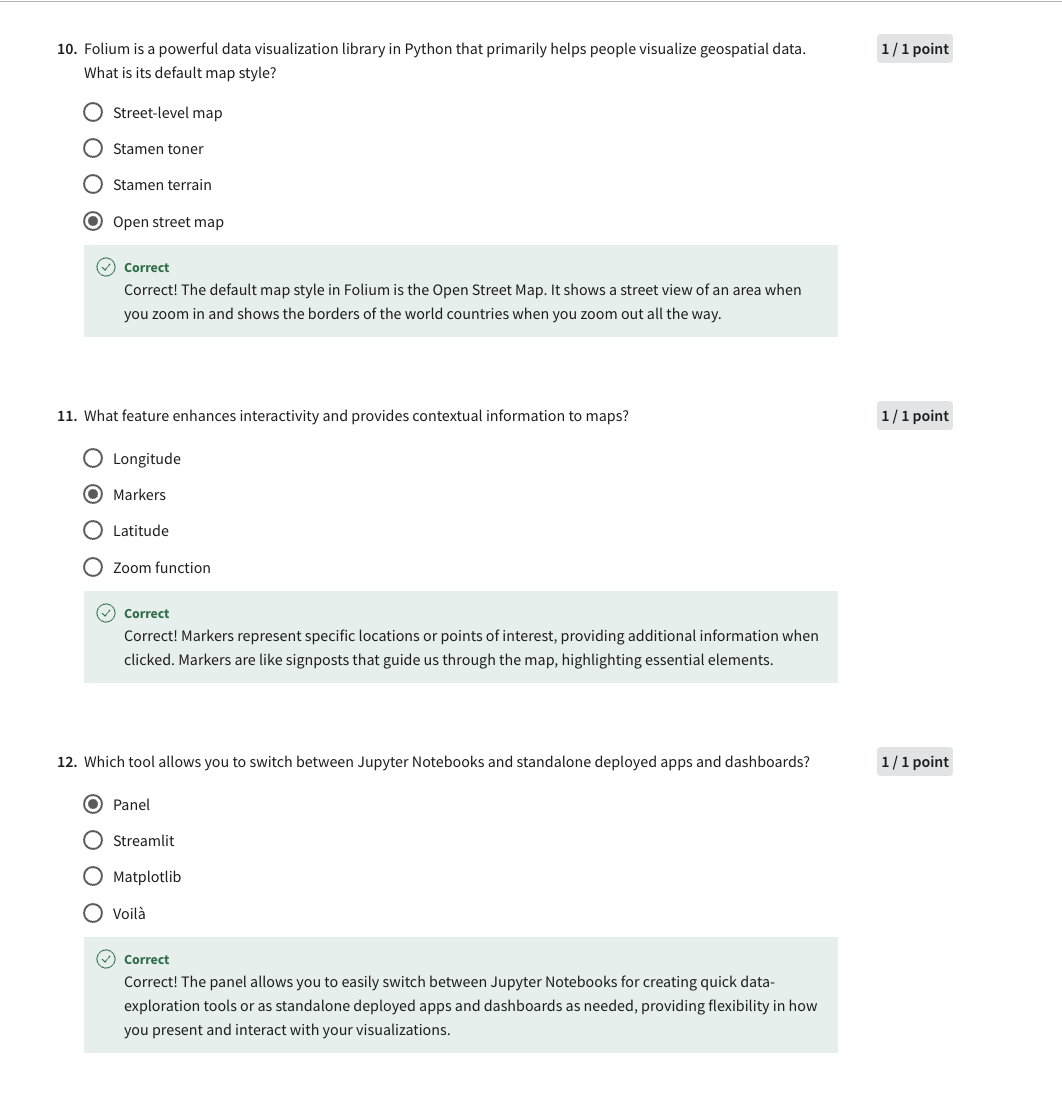 10. Folium is a powerful data visualization library in Python that primarily helps people visualize geospatial data. 1 / 1 point
What is its default map style?
Street-level map
Stamen toner
Stamen terrain
Open street map
Correct
Correct! The default map style in Folium is the Open Street Map. It shows a street view of an area when
you zoom in and shows the borders of the world countries when you zoom out all the way.
11. What feature enhances interactivity and provides contextual information to maps? 1 / 1 point
Longitude
Markers
Latitude
Zoom function
Correct
Correct! Markers represent specific locations or points of interest, providing additional information when
clicked. Markers are like signposts that guide us through the map, highlighting essential elements.
12. Which tool allows you to switch between Jupyter Notebooks and standalone deployed apps and dashboards? 1 / 1 point
Panel
Streamlit
Matplotlib
Voilà
Correct
Correct! The panel allows you to easily switch between Jupyter Notebooks for creating quick data-
exploration tools or as standalone deployed apps and dashboards as needed, providing flexibility in how
you present and interact with your visualizations.